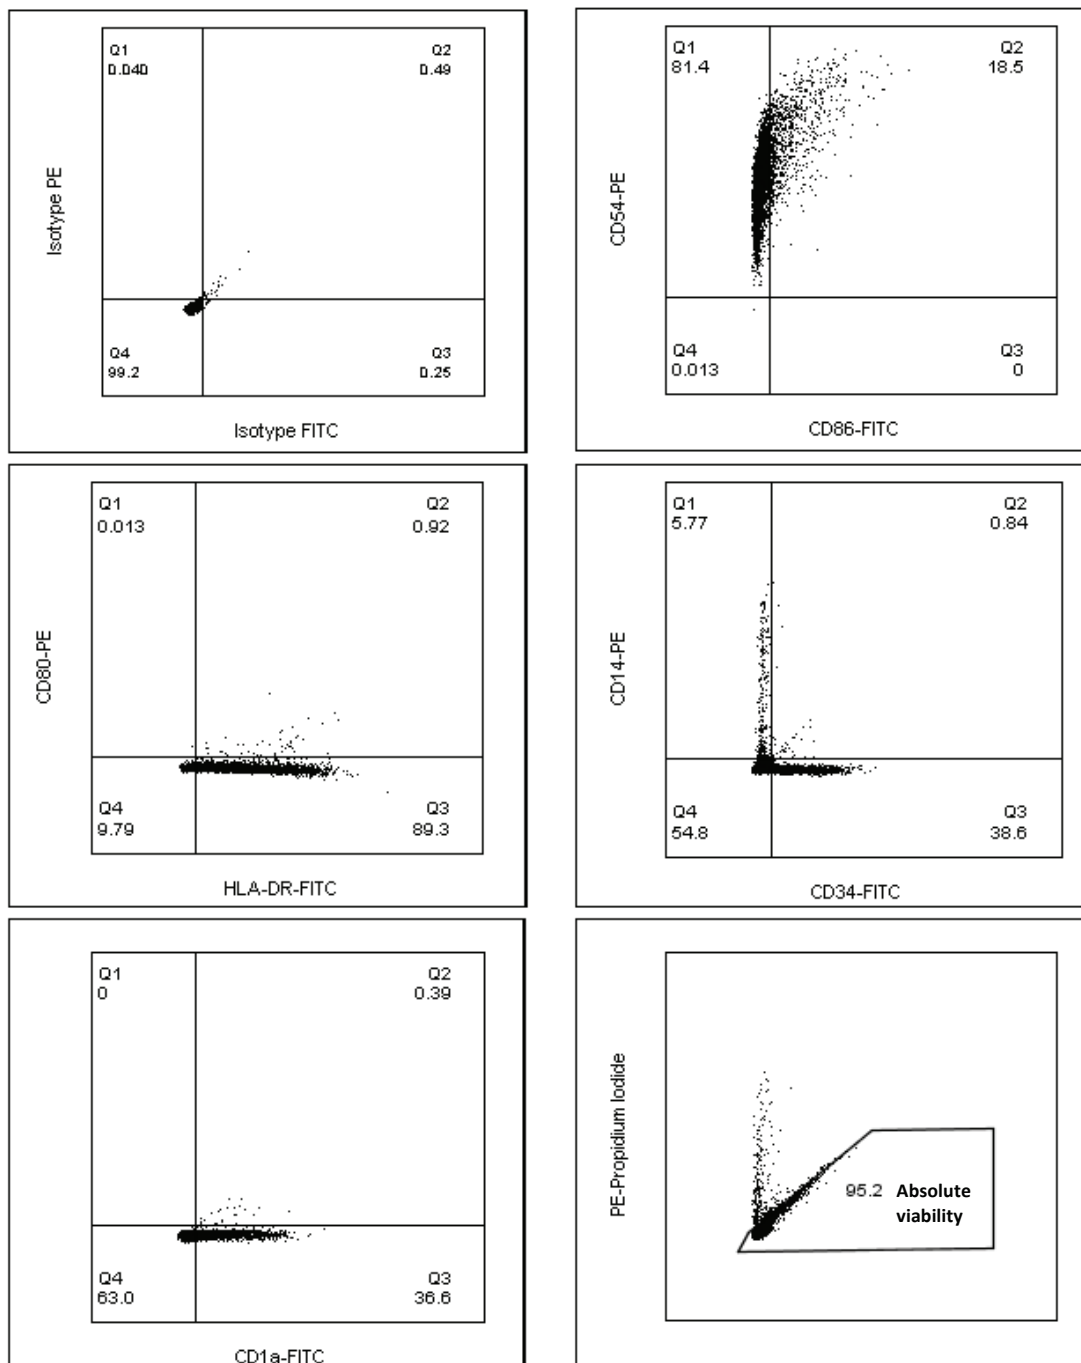 Q1
0.040
Q2
0.49
Isotype PE
Q4
99.2
Q3
0.25
Isotype FITC
Q1
81.4
Q2
18.5
CD54-PE
Q4
0.013
Q3
0
CD86-FITC
Q1
0.013
Q2
0.92
CD80-PE
Q4
9.79
Q3
89.3
HLA-DR-FITC
Q1
5.77
Q2
0.84
CD14-PE
Q4
54.8
Q3
38.6
CD34-FITC
Q1
0
Q2
0.39
Q4
63.0
Q3
36.6
CD1a-FITC
PE-Propidium Iodide
95.2 Absolute
viability